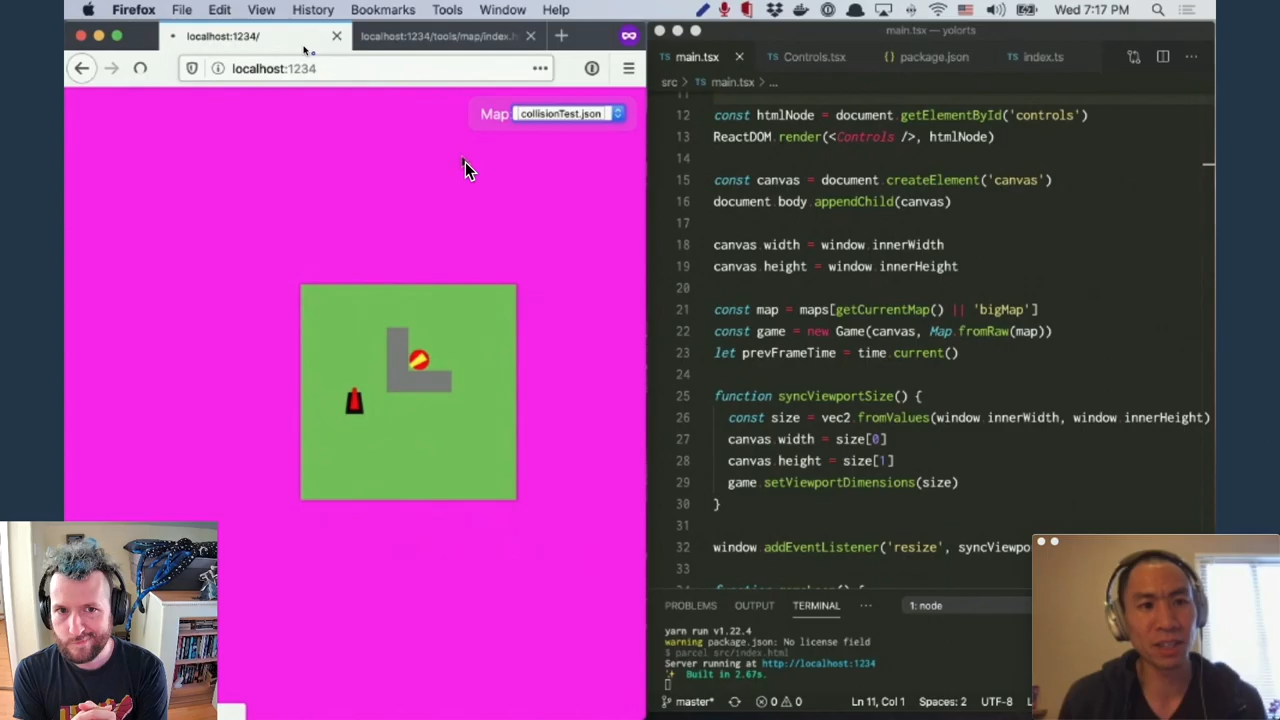 Firefox File Edit View History Bookmarks Tools Window Help
Wed 7:17 PM
localhost:1234/
localhost:1234/tools/map/index.h
localhost:1234
Map collisionTest.json
main.tsx — yolorts
main.tsx
Controls.tsx
{} package.json
index.ts
src > main.tsx > ...
12 const htmlNode = document.getElementById('controls')
13 ReactDOM.render(<Controls />, htmlNode)
14
15 const canvas = document.createElement('canvas')
16 document.body.appendChild(canvas)
17
18 canvas.width = window.innerWidth
19 canvas.height = window.innerHeight
20
21 const map = maps[getCurrentMap() || 'bigMap']
22 const game = new Game(canvas, Map.fromRaw(map))
23 let prevFrameTime = time.current()
24
25 function syncViewportSize() {
26 const size = vec2.fromValues(window.innerWidth, window.innerHeight)
27 canvas.width = size[0]
28 canvas.height = size[1]
29 game.setViewportDimensions(size)
30 }
31
32 window.addEventListener('resize', syncViewpo
33
PROBLEMS OUTPUT TERMINAL ... 1: node
yarn run v1.22.4
warning package.json: No license field
$ parcel src/index.html
Server running at http://localhost:1234
Built in 2.67s.
master* 0 0 Ln 11, Col 1 Spaces: 2 UTF-8 L